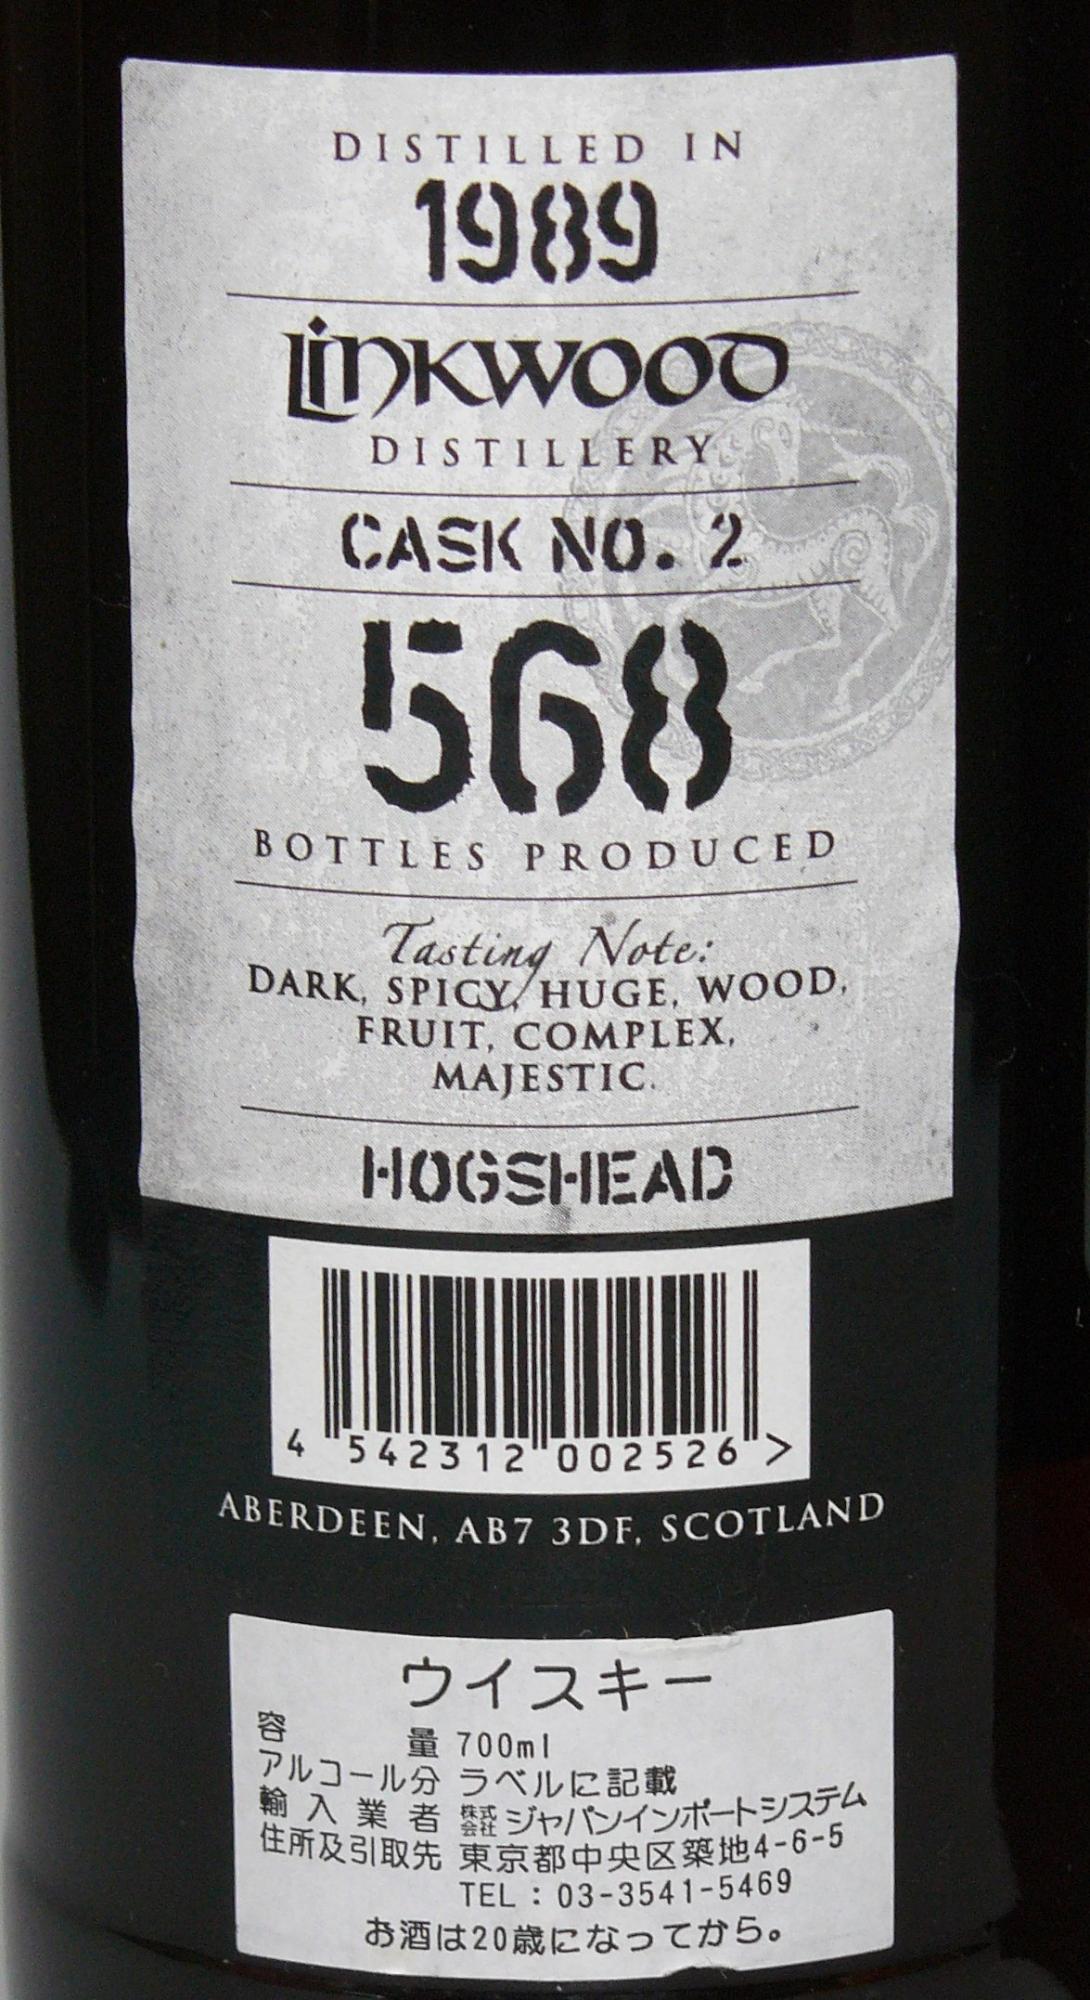 DISTILLED IN
1989
Linkwood
DISTILLERY
CASK NO. 2
568
BOTTLES PRODUCED
Tasting Note:
DARK, SPICY, HUGE, WOOD,
FRUIT, COMPLEX,
MAJESTIC.
HOGSHEAD
4 542312 002526 >
ABERDEEN, AB7 3DF, SCOTLAND
ウイスキー
容量 700ml
アルコール分 ラベルに記載
輸入業者 株式会社ジャパンインポートシステム
住所及引取先 東京都中央区築地4-6-5
TEL：03-3541-5469
お酒は20歳になってから。